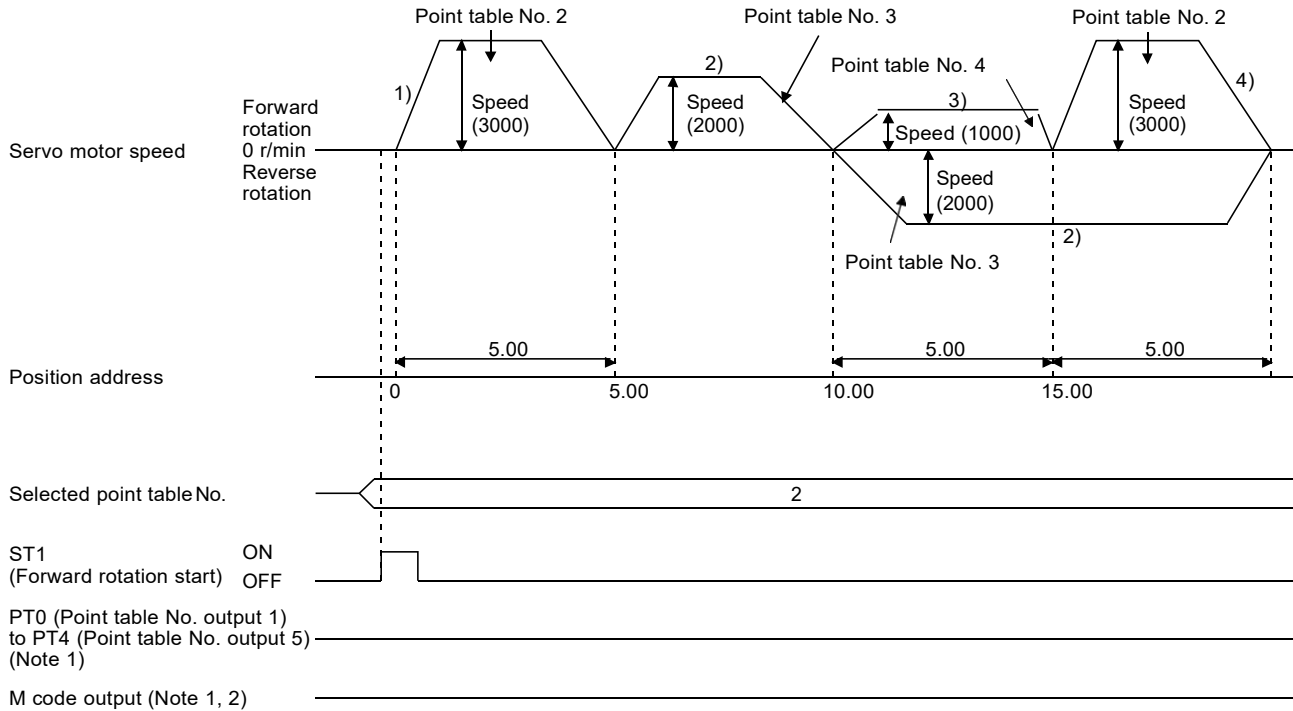 Point table No. 2
Point table No. 3
Point table No. 2
Point table No. 4
1)
2)
3)
4)
Forward
rotation
0 r/min
Reverse
rotation
Servo motor speed
Speed
(3000)
Speed
(2000)
Speed (1000)
Speed
(3000)
Speed
(2000)
2)
Point table No. 3
5.00
5.00
5.00
Position address
0
5.00
10.00
15.00
Selected point table No.
2
ST1
(Forward rotation start)
ON
OFF
PT0 (Point table No. output 1)
to PT4 (Point table No. output 5)
(Note 1)
M code output (Note 1, 2)